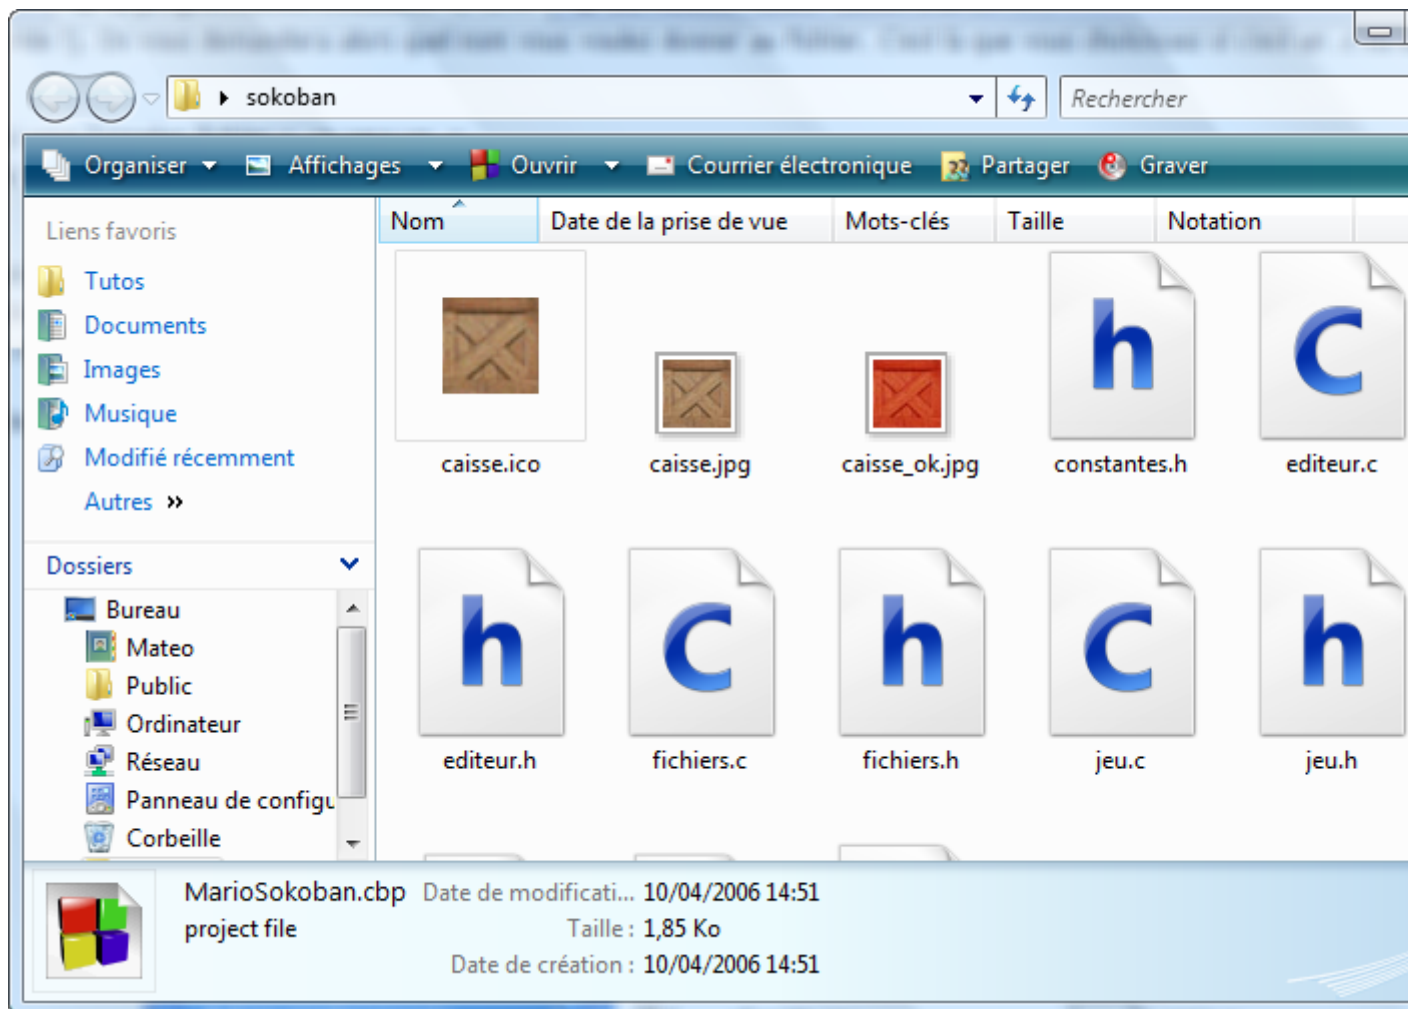 sokoban
Rechercher
Organiser Affichages Ouvrir Courrier électronique Partager Graver
Liens favoris
Tutos
Documents
Images
Musique
Modifié récemment
Autres »
Dossiers
Bureau
Mateo
Public
Ordinateur
Réseau
Panneau de configu
Corbeille
Nom Date de la prise de vue Mots-clés Taille Notation
h C
caisse.ico caisse.jpg caisse_ok.jpg constantes.h editeur.c
h C h C h
editeur.h fichiers.c fichiers.h jeu.c jeu.h
MarioSokoban.cbp Date de modificati... 10/04/2006 14:51
project file Taille : 1,85 Ko
Date de création : 10/04/2006 14:51